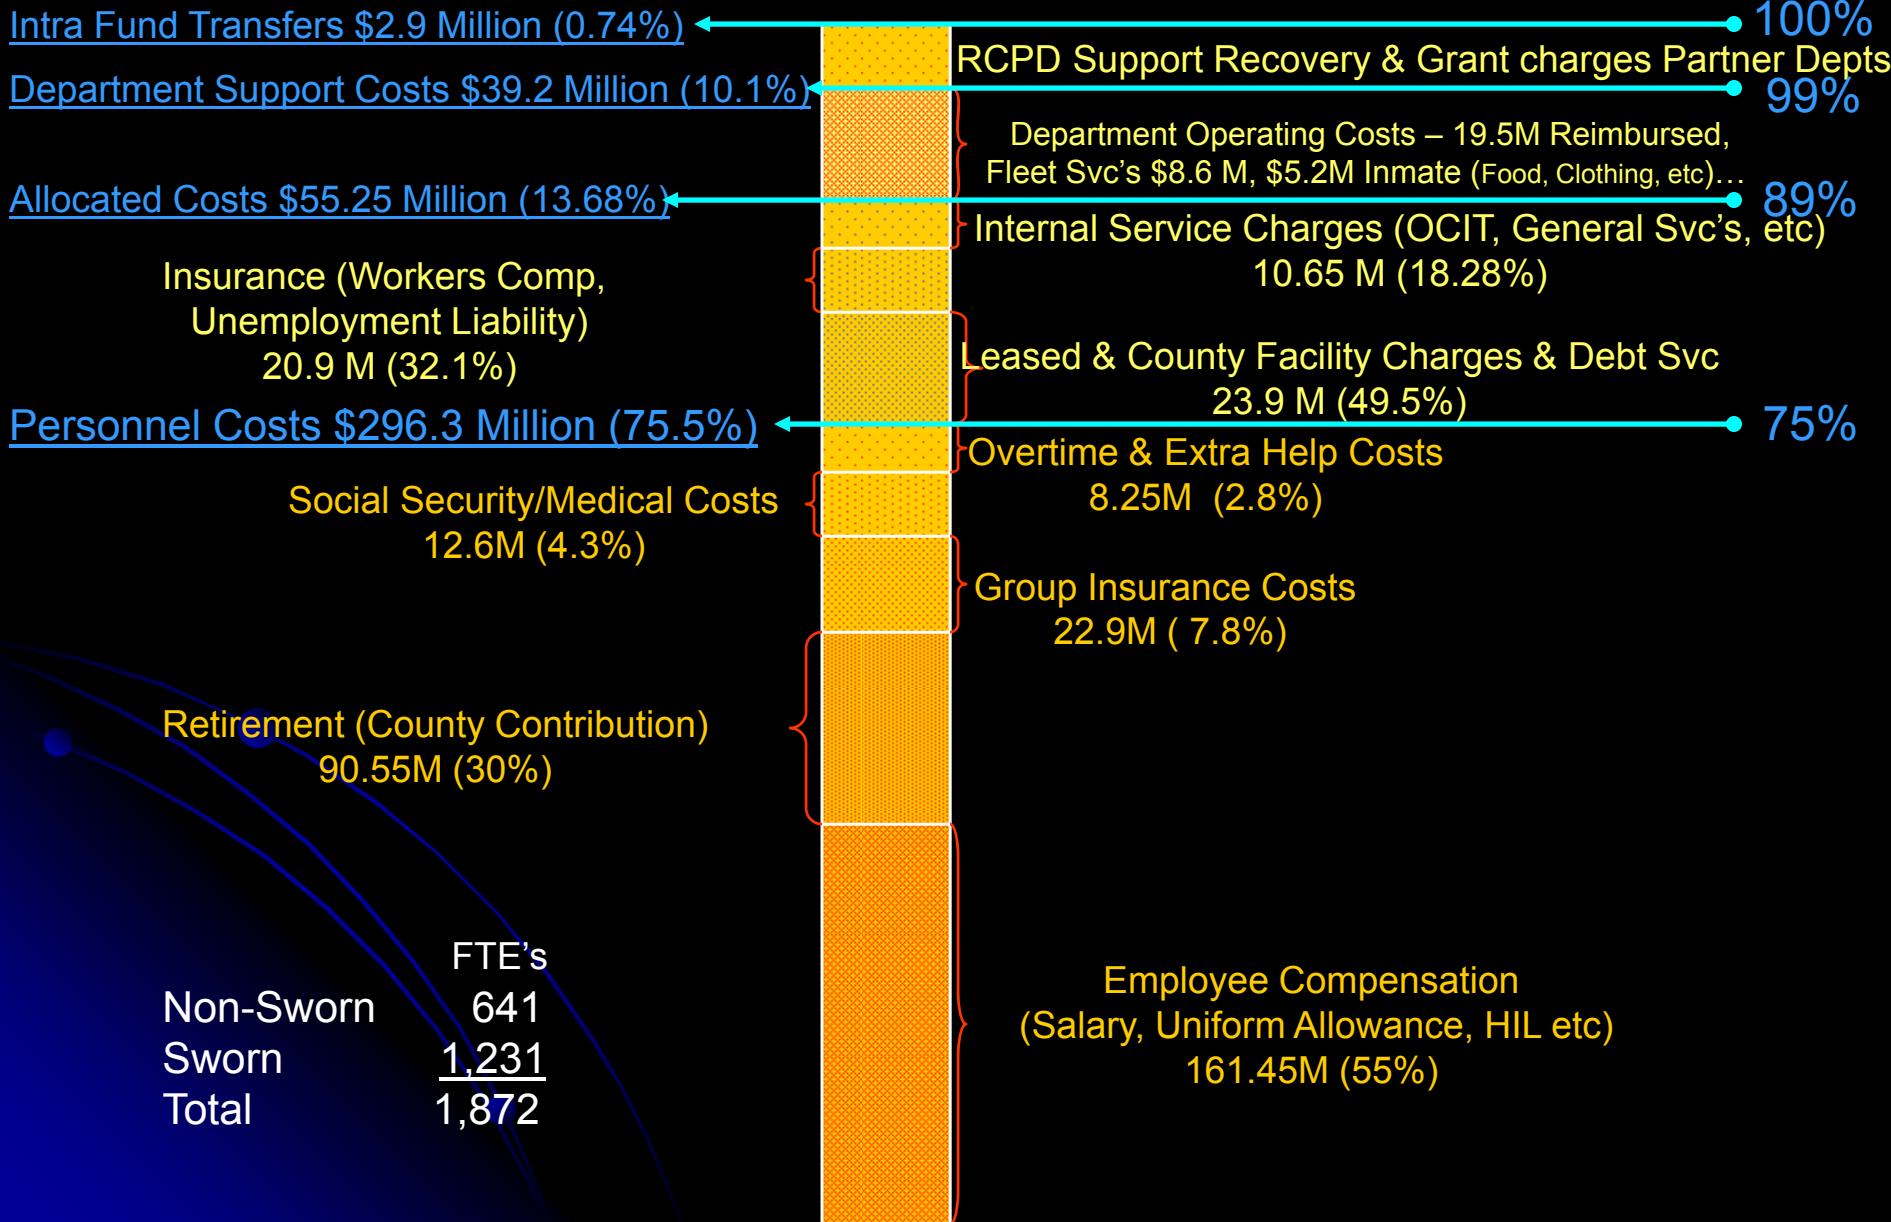 Intra Fund Transfers $2.9 Million (0.74%)
100%
RCPD Support Recovery & Grant charges Partner Depts
Department Support Costs $39.2 Million (10.1%)
99%
Department Operating Costs – 19.5M Reimbursed,
Fleet Svc’s $8.6 M, $5.2M Inmate (Food, Clothing, etc)…
Allocated Costs $55.25 Million (13.68%)
89%
Internal Service Charges (OCIT, General Svc’s, etc)
10.65 M (18.28%)
Insurance (Workers Comp,
Unemployment Liability)
20.9 M (32.1%)
Leased & County Facility Charges & Debt Svc
23.9 M (49.5%)
Personnel Costs $296.3 Million (75.5%)
75%
Overtime & Extra Help Costs
8.25M (2.8%)
Social Security/Medical Costs
12.6M (4.3%)
Group Insurance Costs
22.9M ( 7.8%)
Retirement (County Contribution)
90.55M (30%)
Employee Compensation
(Salary, Uniform Allowance, HIL etc)
161.45M (55%)
FTE’s
Non-Sworn 641
Sworn 1,231
Total 1,872